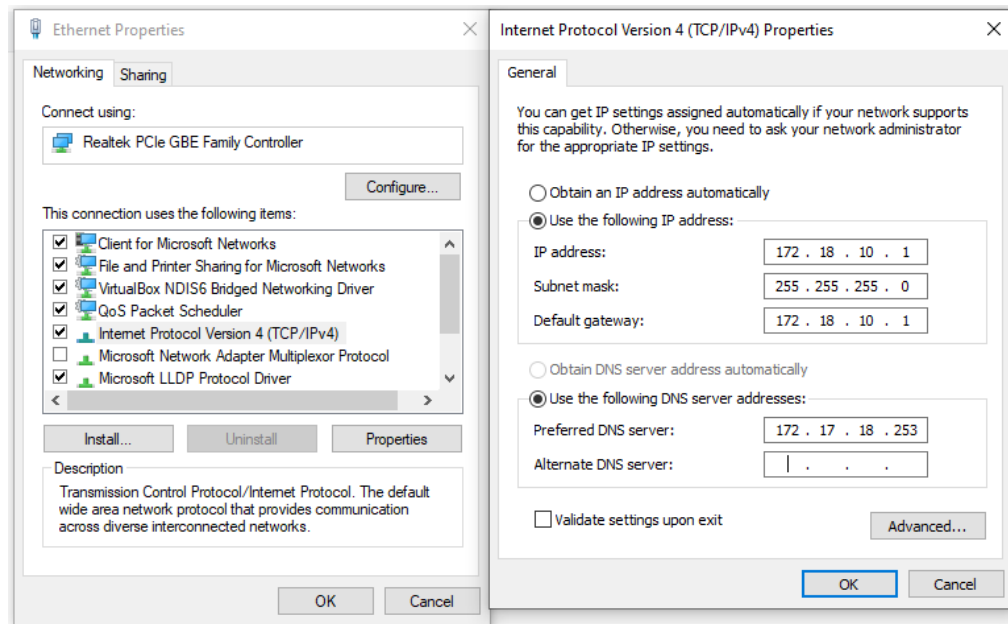 Ethernet Properties
Networking
Sharing
Connect using:
Realtek PCIe GBE Family Controller
Configure...
This connection uses the following items:
Client for Microsoft Networks
File and Printer Sharing for Microsoft Networks
VirtualBox NDIS6 Bridged Networking Driver
QoS Packet Scheduler
Internet Protocol Version 4 (TCP/IPv4)
Microsoft Network Adapter Multiplexor Protocol
Microsoft LLDP Protocol Driver
Install...
Uninstall
Properties
Description
Transmission Control Protocol/Internet Protocol. The default
wide area network protocol that provides communication
across diverse interconnected networks.
OK
Cancel
Internet Protocol Version 4 (TCP/IPv4) Properties
General
You can get IP settings assigned automatically if your network supports
this capability. Otherwise, you need to ask your network administrator
for the appropriate IP settings.
Obtain an IP address automatically
Use the following IP address:
IP address: 172 . 18 . 10 . 1
Subnet mask: 255 . 255 . 255 . 0
Default gateway: 172 . 18 . 10 . 1
Obtain DNS server address automatically
Use the following DNS server addresses:
Preferred DNS server: 172 . 17 . 18 . 253
Alternate DNS server: . . .
Validate settings upon exit
Advanced...
OK
Cancel